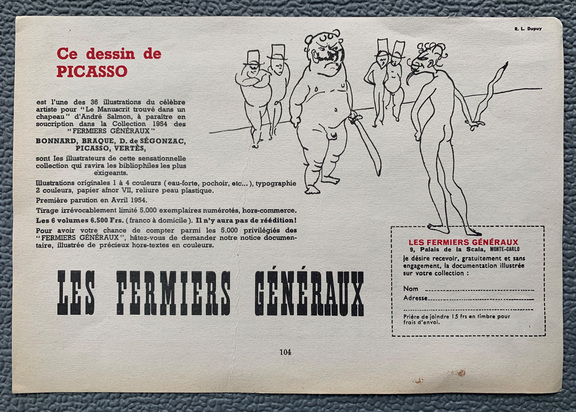 R. L. Dupuy
Ce dessin de
PICASSO
est l'une des 36 illustrations du célèbre
artiste pour "Le Manuscrit trouvé dans un
chapeau" d'André Salmon, à paraître en
souscription dans la Collection 1954 des
"FERMIERS GÉNÉRAUX"
BONNARD, BRAQUE, D. de SÉGONZAC,
PICASSO, VERTÈS,
sont les illustrateurs de cette sensationnelle
collection qui ravira les bibliophiles les plus
exigeants.
Illustrations originales 1 à 4 couleurs (eau-forte, pochoir, etc...), typographie
2 couleurs, papier afnor VII, reliure peau plastique.
Première parution en Avril 1954.
Tirage irrévocablement limité 5.000 exemplaires numérotés, hors-commerce.
Les 6 volumes 6.500 Frs. (franco à domicile). Il n'y aura pas de réédition!
Pour avoir votre chance de compter parmi les 5.000 privilégiés des
"FERMIERS GÉNÉRAUX", hâtez-vous de demander notre notice documen-
taire, illustrée de précieux hors-textes en couleurs.
LES FERMIERS GÉNÉRAUX
9, Palais de la Scala, MONTE-CARLO
Je désire recevoir, gratuitement et sans
engagement, la documentation illustrée
sur votre collection :
Nom
Adresse
Prière de joindre 15 frs en timbre pour
frais d'envoi.
LES FERMIERS GÉNÉRAUX
104